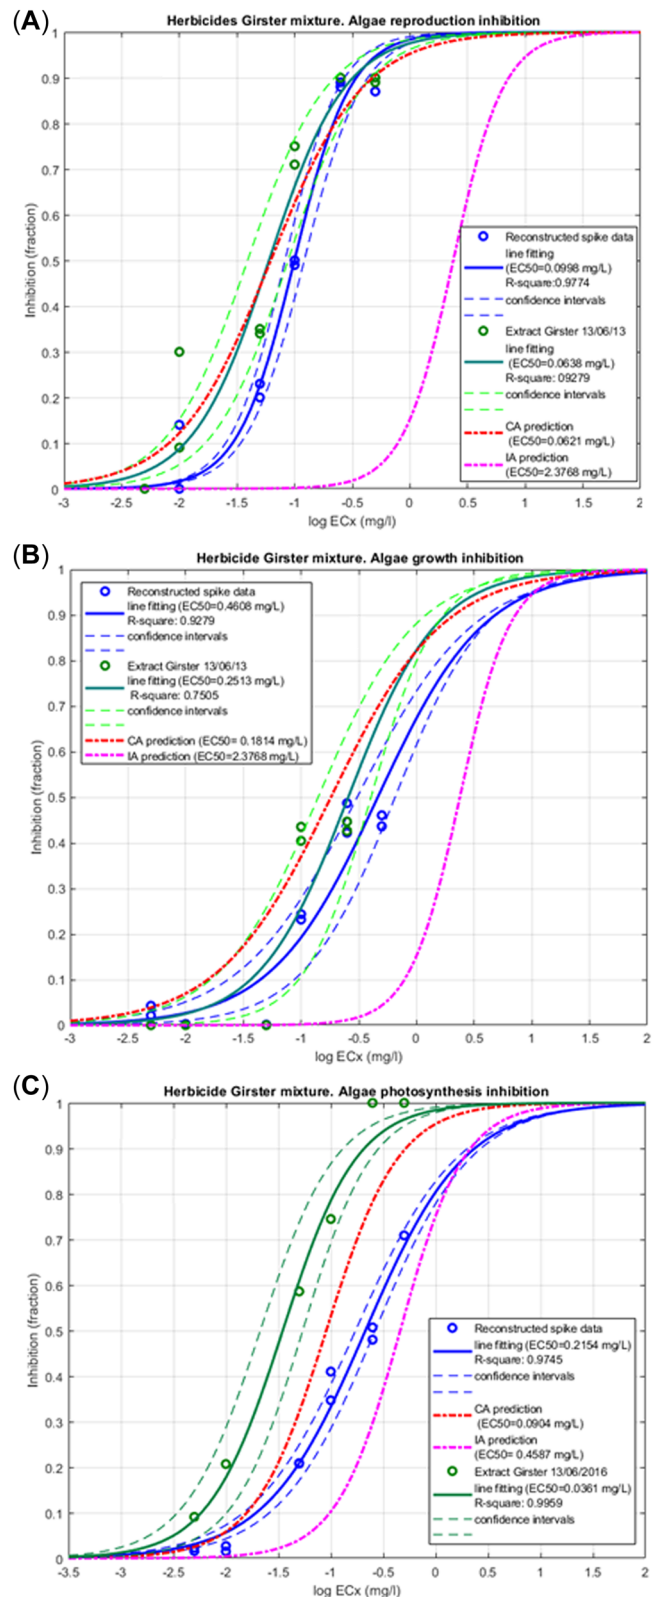 (A)
Herbicides Girster mixture. Algae reproduction inhibition
Inhibition (fraction)
1
0.9
0.8
0.7
0.6
0.5
0.4
0.3
0.2
0.1
0
-3 -2.5 -2 -1.5 -1 -0.5 0 0.5 1 1.5 2
log ECx (mg/l)
Reconstructed spike data
line fitting
(EC50=0.0998 mg/L)
R-square:0.9774
confidence intervals
Extract Girster 13/06/13
line fitting
(EC50=0.0638 mg/L)
R-square: 09279
confidence intervals
CA prediction
(EC50=0.0621 mg/L)
IA prediction
(EC50=2.3768 mg/L)
(B)
Herbicide Girster mixture. Algae growth inhibition
Inhibition (fraction)
1
0.9
0.8
0.7
0.6
0.5
0.4
0.3
0.2
0.1
0
-3 -2.5 -2 -1.5 -1 -0.5 0 0.5 1 1.5 2
log ECx (mg/l)
Reconstructed spike data
line fitting (EC50=0.4608 mg/L)
R-square: 0.9279
confidence intervals
Extract Girster 13/06/13
line fitting (EC50=0.2513 mg/L)
R-square: 0.7505
confidence intervals
CA prediction (EC50= 0.1814 mg/L)
IA prediction (EC50=2.3768 mg/L)
(C)
Herbicide Girster mixture. Algae photosynthesis inhibition
Inhibition (fraction)
1
0.9
0.8
0.7
0.6
0.5
0.4
0.3
0.2
0.1
0
-3.5 -3 -2.5 -2 -1.5 -1 -0.5 0 0.5 1 1.5 2
log ECx (mg/l)
Reconstructed spike data
line fitting (EC50=0.2154 mg/L)
R-square: 0.9745
confidence intervals
CA prediction
(EC50=0.0904 mg/L)
IA prediction
(EC50= 0.4587 mg/L)
Extract Girster 13/06/2016
line fitting (EC50=0.0361 mg/L)
R-square: 0.9959
confidence intervals